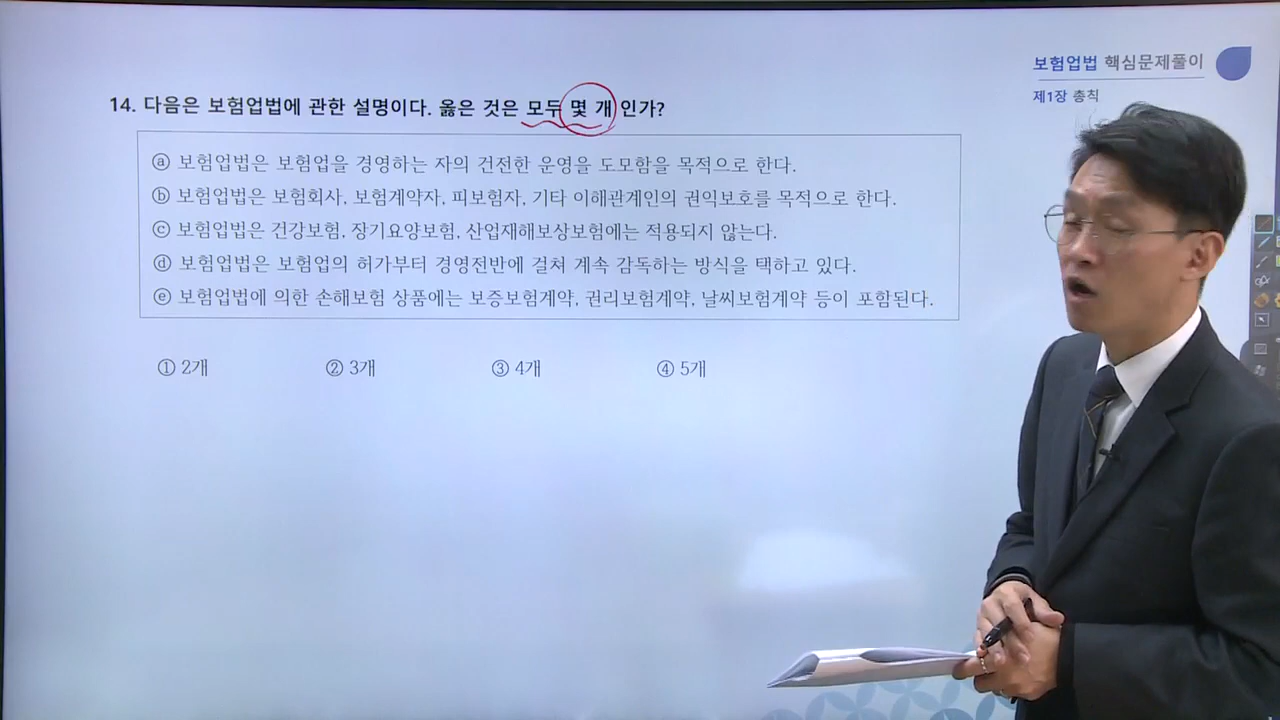 보험업법 핵심문제풀이
제1장 총칙
14. 다음은 보험업법에 관한 설명이다. 옳은 것은 모두 몇 개 인가?
ⓐ 보험업법은 보험업을 경영하는 자의 건전한 운영을 도모함을 목적으로 한다.
ⓑ 보험업법은 보험회사, 보험계약자, 피보험자, 기타 이해관계인의 권익보호를 목적으로 한다.
ⓒ 보험업법은 건강보험, 장기요양보험, 산업재해보상보험에는 적용되지 않는다.
ⓓ 보험업법은 보험업의 허가부터 경영전반에 걸쳐 계속 감독하는 방식을 택하고 있다.
ⓔ 보험업법에 의한 손해보험 상품에는 보증보험계약, 권리보험계약, 날씨보험계약 등이 포함된다.
① 2개 ② 3개 ③ 4개 ④ 5개